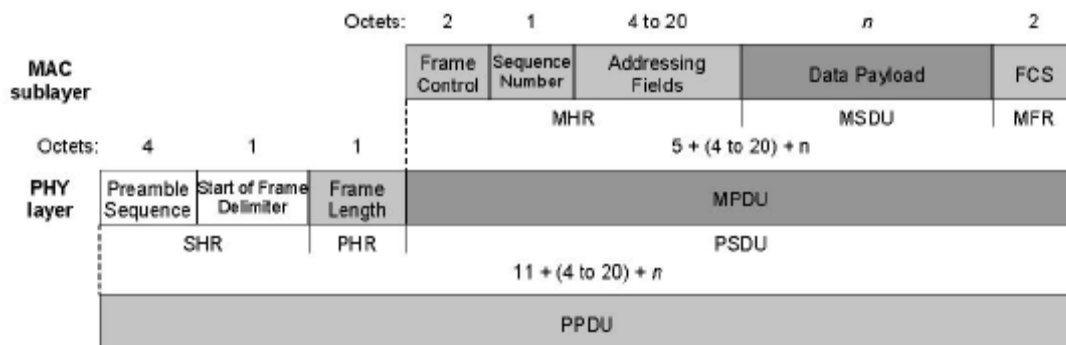 Octets: 2 1 4 to 20 n 2
MAC sublayer
Frame Control
Sequence Number
Addressing Fields
Data Payload
FCS
MHR MSDU MFR
Octets: 4 1 1 5 + (4 to 20) + n
PHY layer
Preamble Sequence
Start of Frame Delimiter
Frame Length
MPDU
SHR PHR PSDU
11 + (4 to 20) + n
PPDU